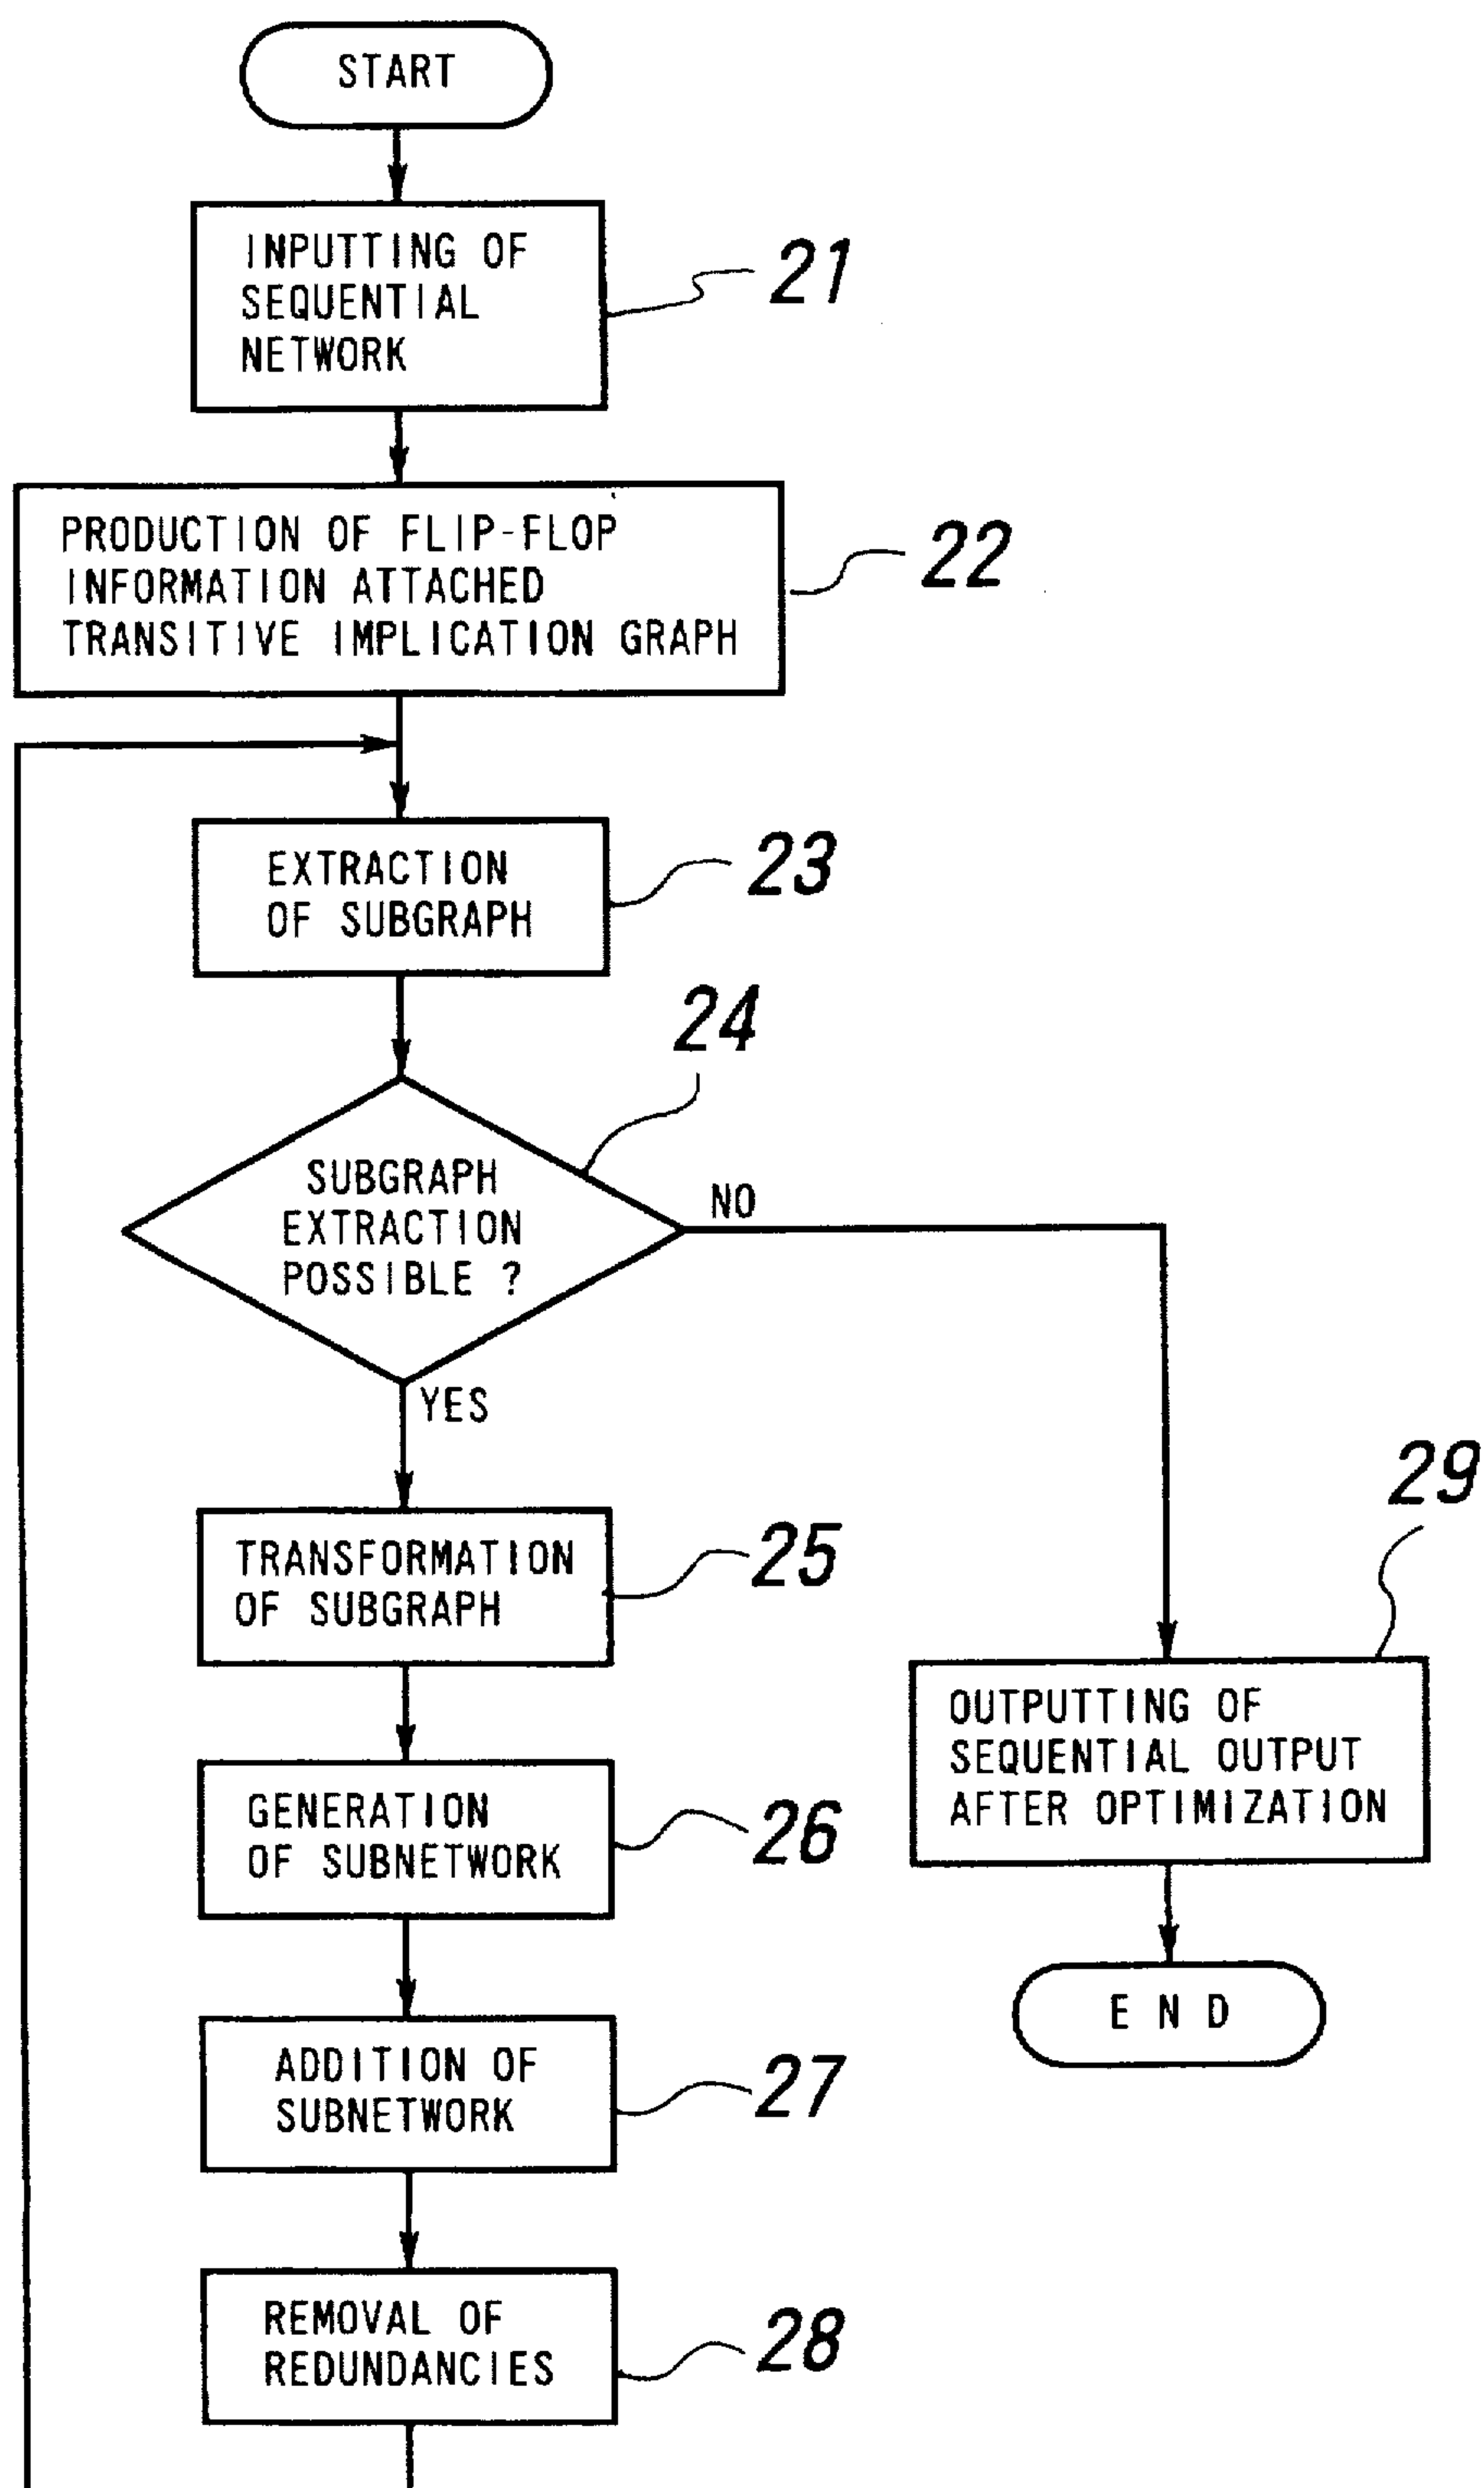 START
INPUTTING OF
SEQUENTIAL
NETWORK
21
PRODUCTION OF FLIP-FLOP
INFORMATION ATTACHED
TRANSITIVE IMPLICATION GRAPH
22
EXTRACTION
OF SUBGRAPH
23
24
SUBGRAPH
EXTRACTION
POSSIBLE ?
NO
YES
TRANSFORMATION
OF SUBGRAPH
25
29
OUTPUTTING OF
SEQUENTIAL OUTPUT
AFTER OPTIMIZATION
GENERATION
OF SUBNETWORK
26
END
ADDITION OF
SUBNETWORK
27
REMOVAL OF
REDUNDANCIES
28